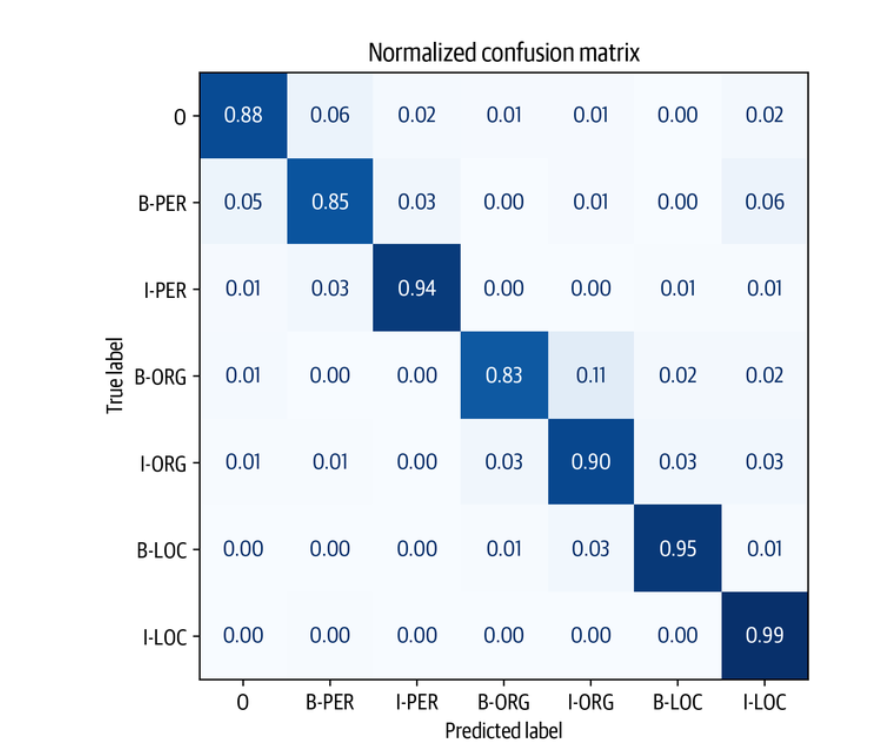 Normalized confusion matrix
O 0.88 0.06 0.02 0.01 0.01 0.00 0.02
B-PER 0.05 0.85 0.03 0.00 0.01 0.00 0.06
I-PER 0.01 0.03 0.94 0.00 0.00 0.01 0.01
B-ORG 0.01 0.00 0.00 0.83 0.11 0.02 0.02
I-ORG 0.01 0.01 0.00 0.03 0.90 0.03 0.03
B-LOC 0.00 0.00 0.00 0.01 0.03 0.95 0.01
I-LOC 0.00 0.00 0.00 0.00 0.00 0.00 0.99
True label
O B-PER I-PER B-ORG I-ORG B-LOC I-LOC
Predicted label